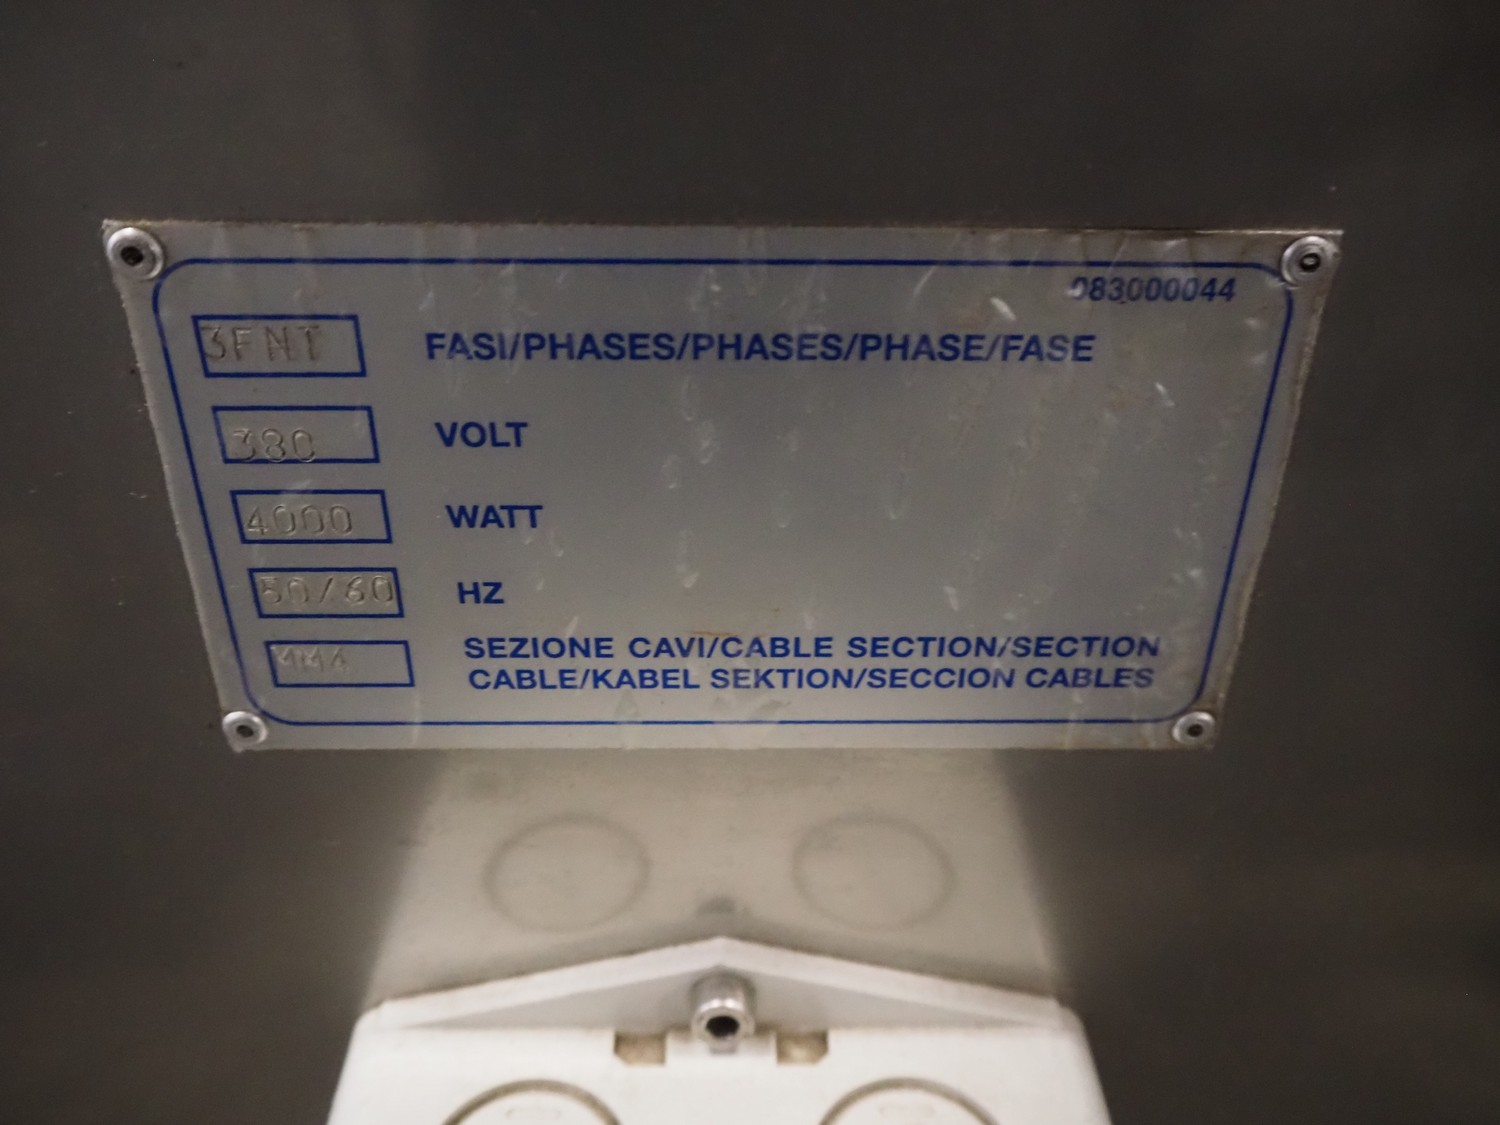 083000044
3FNT FASI/PHASES/PHASES/PHASE/FASE
380 VOLT
4000 WATT
50/60 HZ
MM4 SEZIONE CAVI/CABLE SECTION/SECTION
CABLE/KABEL SEKTION/SECCION CABLES